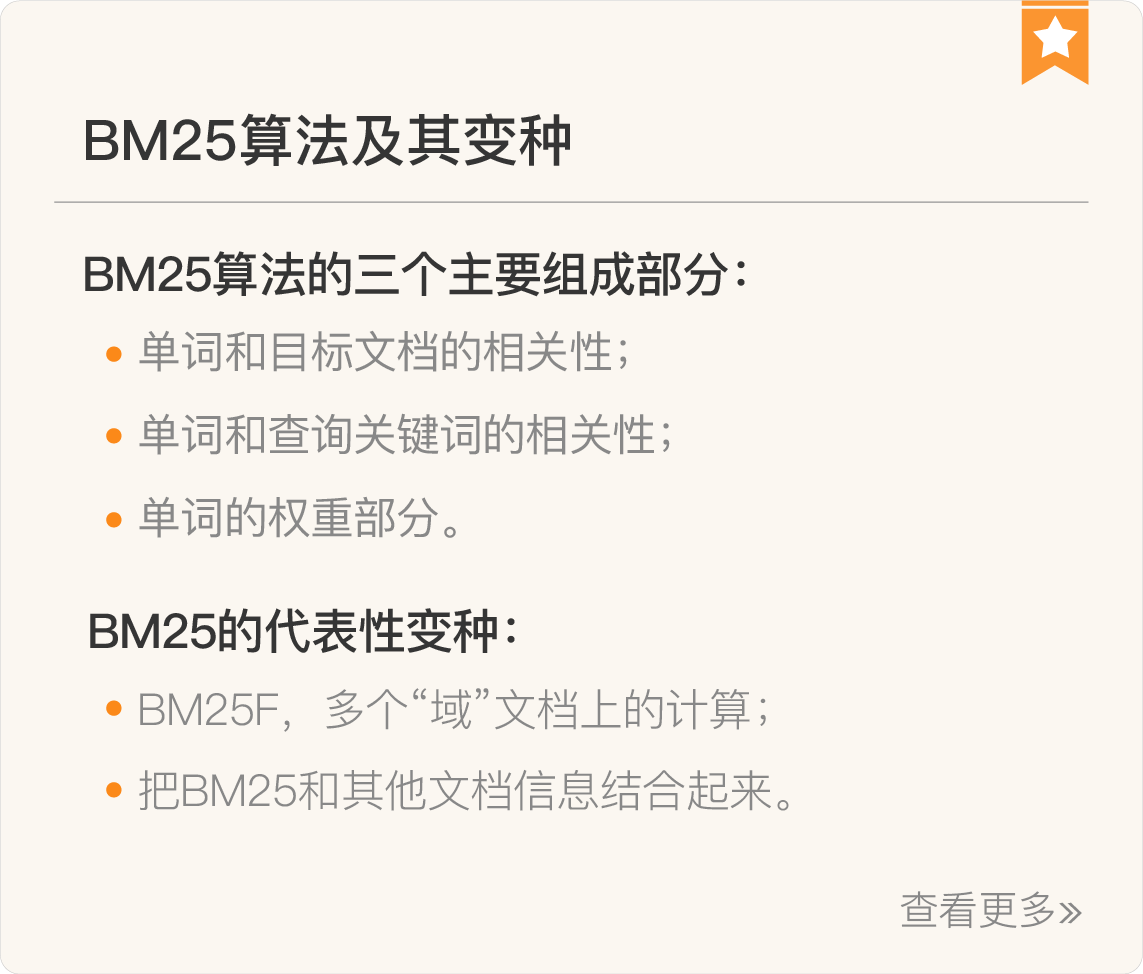 BM25算法及其变种
BM25算法的三个主要组成部分：
单词和目标文档的相关性；
单词和查询关键词的相关性；
单词的权重部分。
BM25的代表性变种：
BM25F，多个“域”文档上的计算；
把BM25和其他文档信息结合起来。
查看更多»